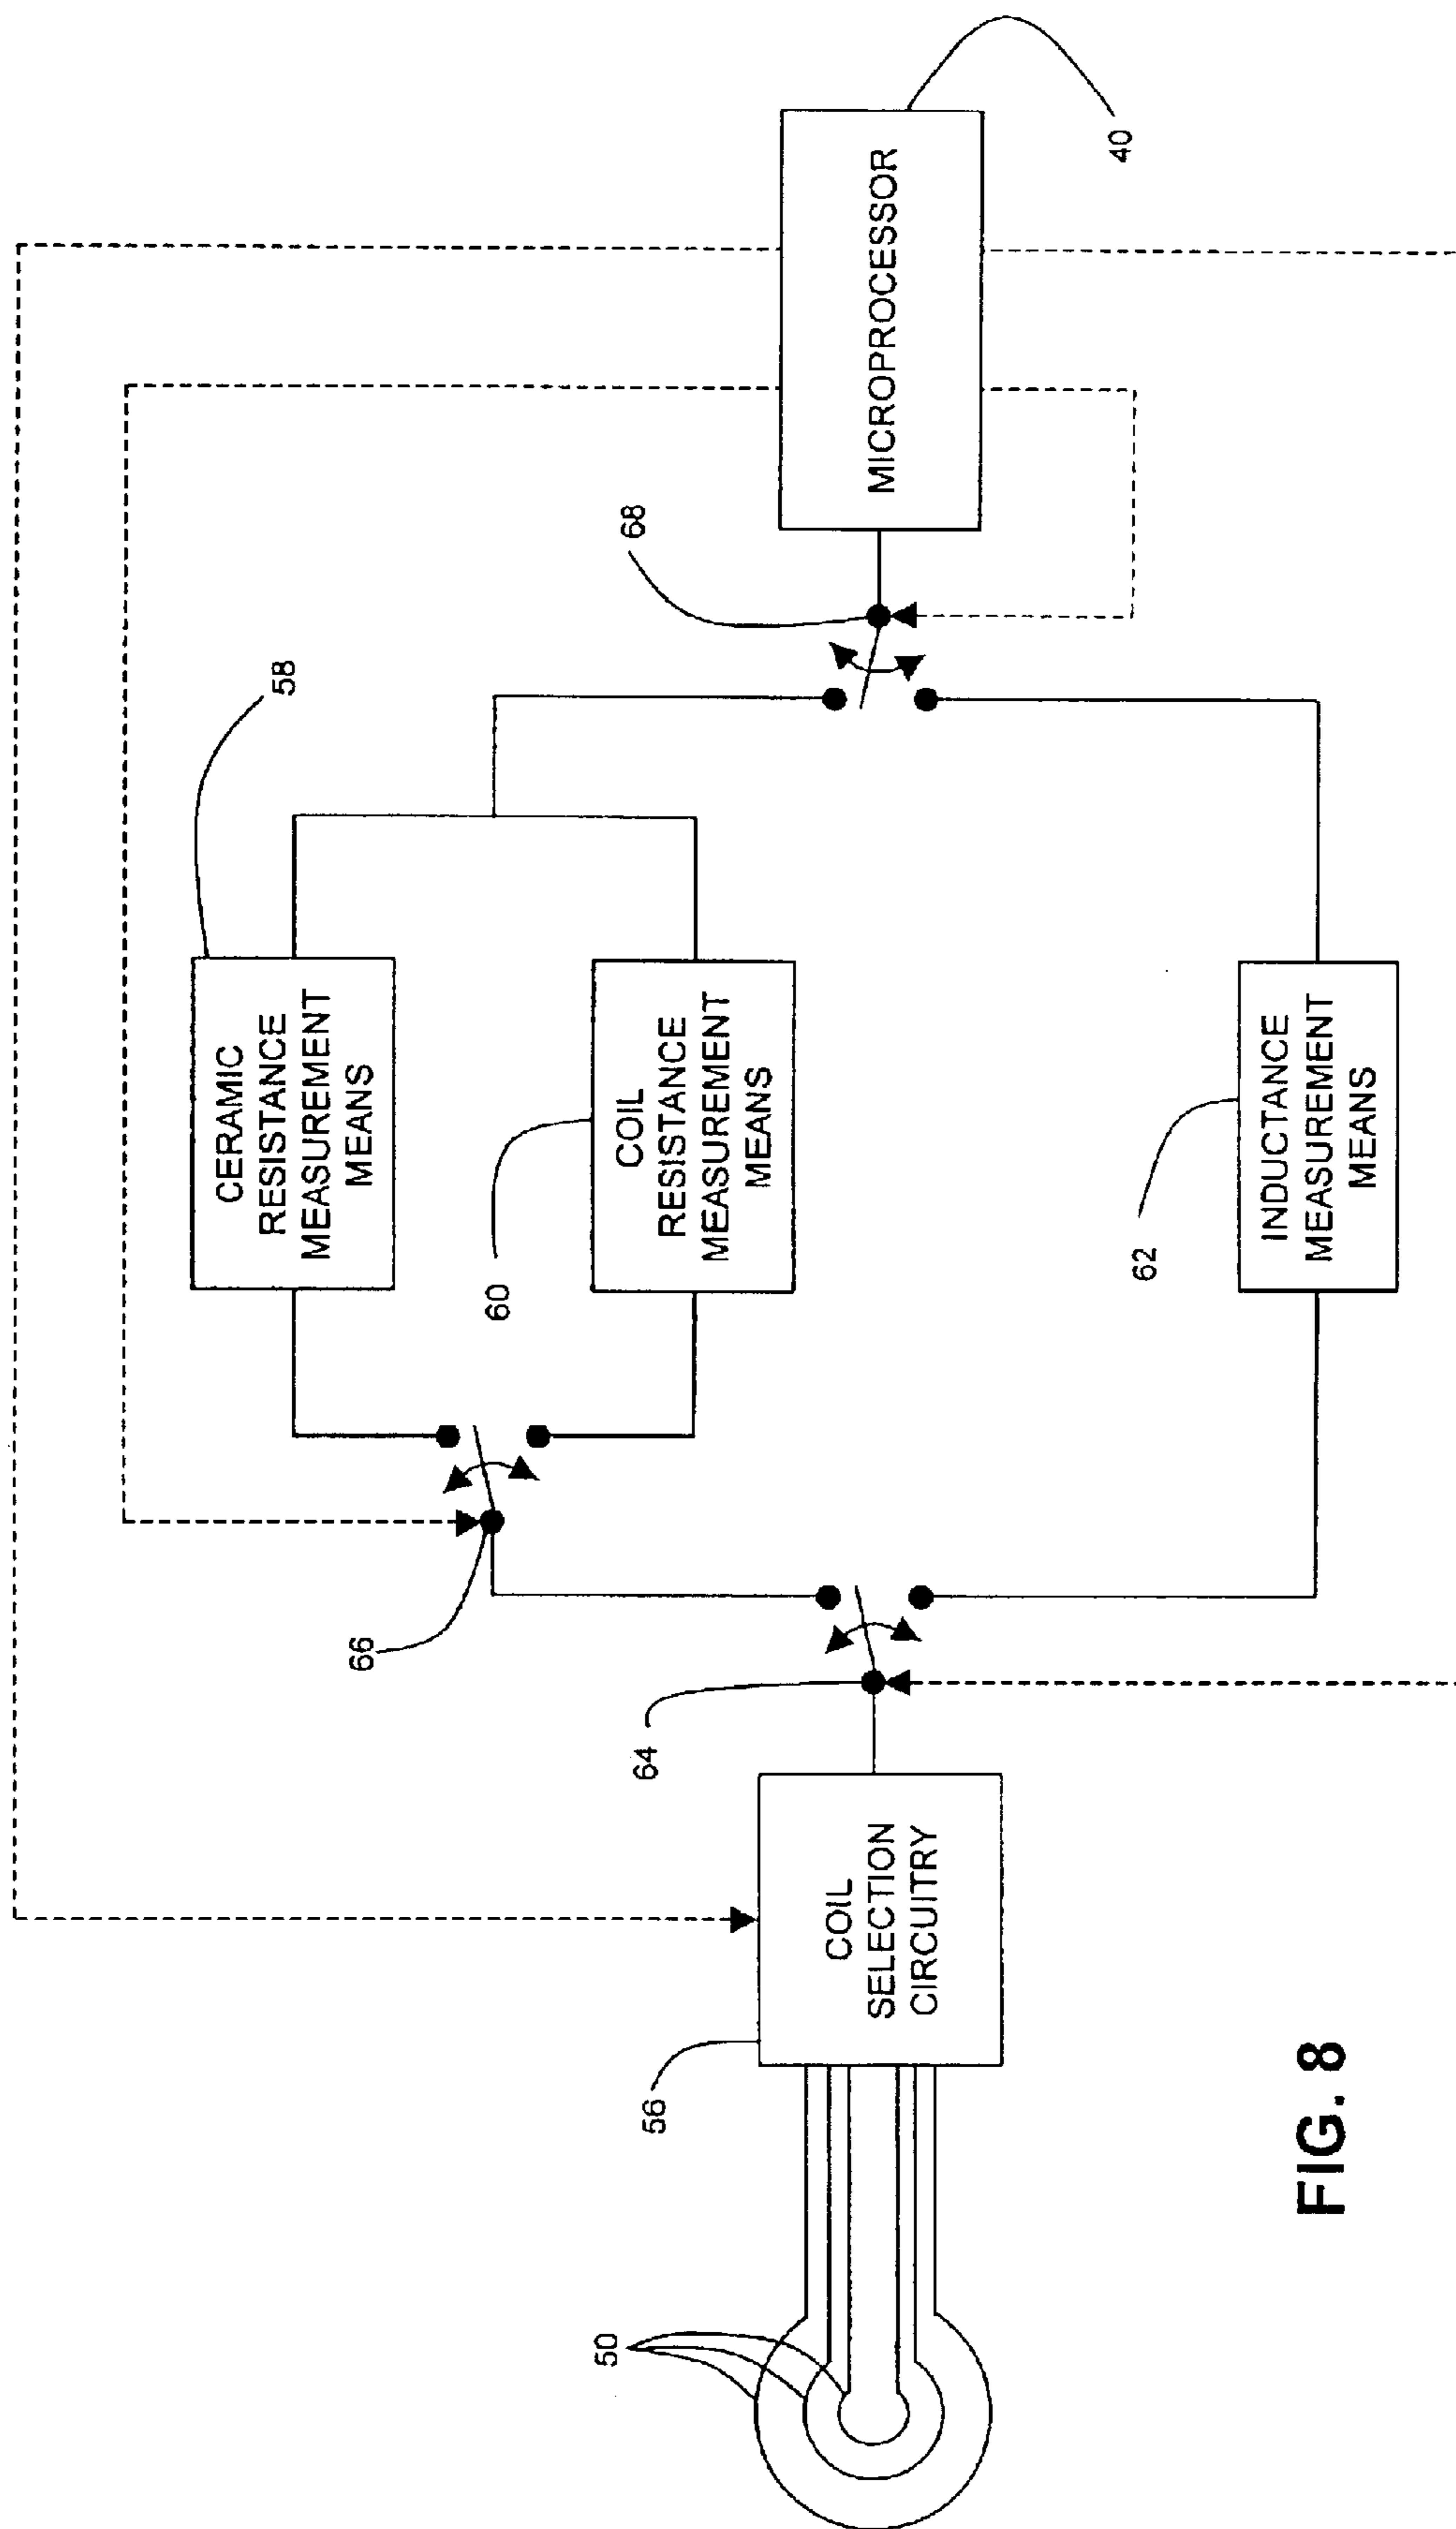 50
56
COIL
SELECTION
CIRCUITRY
64
66
CERAMIC
RESISTANCE
MEASUREMENT
MEANS
58
60
COIL
RESISTANCE
MEASUREMENT
MEANS
62
INDUCTANCE
MEASUREMENT
MEANS
68
MICROPROCESSOR
40
FIG. 8